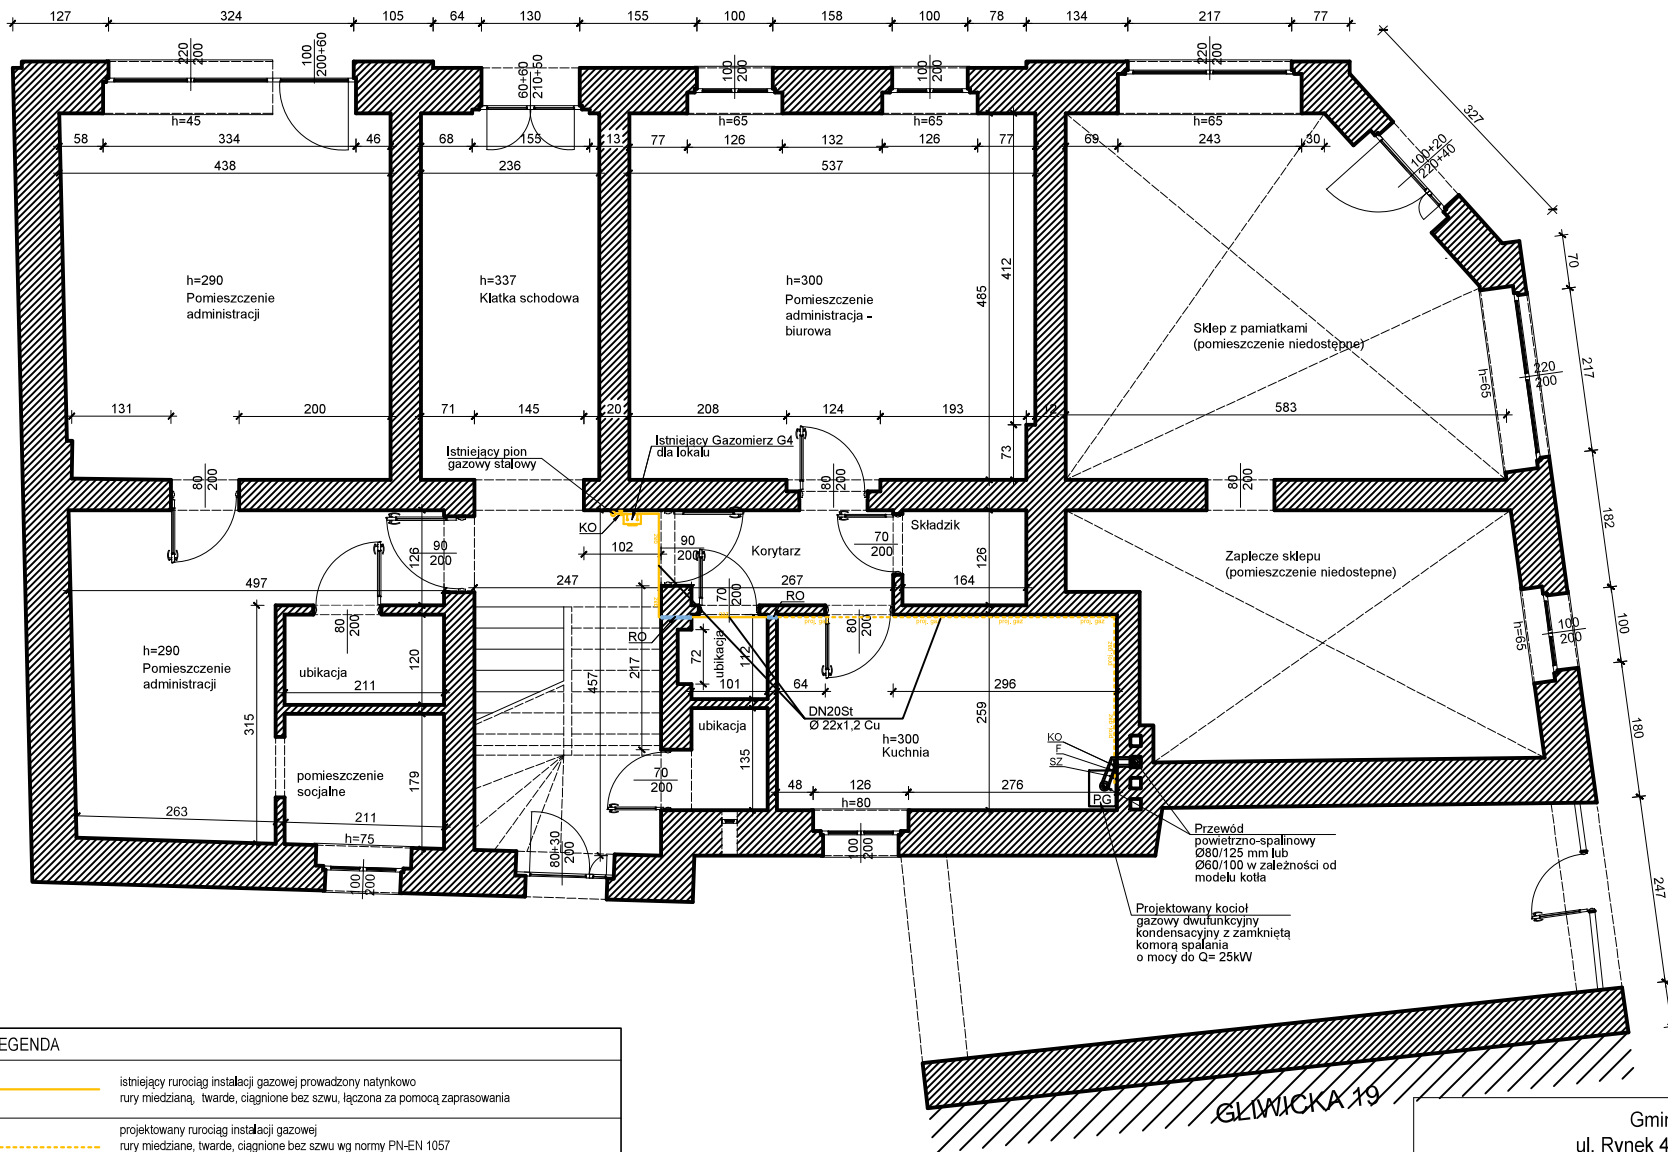 127 324 105 64 130 155 100 158 100 78 134 217 77
220
200
100
200+60
60+60
210+50
100
200
100
200
220
200
327
h=45
h=65
h=65
h=65
58 334 46 68 155 13 77 126 132 126 77 69 243 30
438 236 537
100+20
220+40
70
h=290
Pomieszczenie
administracji
h=337
Klatka schodowa
h=300
Pomieszczenie
administracja -
biurowa
412
485
Sklep z pamiatkami
(pomieszczenie niedostępne)
217
h=65
220
200
131 200 71 145 20 208 124 193 12 583
73
Istniejący pion
gazowy stalowy
Istniejacy Gazomierz G4
dla lokalu
80
200
80
200
80
200
182
KO
Składzik
90
200
126
102
90
200
Korytarz
70
200
126
Zaplecze sklepu
(pomieszczenie niedostepne)
497 247 267 164
RO
70
200
100
200
h=65
100
80
200
RO
80
200
h=290
Pomieszczenie
administracji
ubikacja
120
211
217
457
72
ubikacja
112
101 64 296
259
315
DN20St
Ø 22x1,2 Cu
ubikacja
h=300
Kuchnia
180
KO
F
SZ
PG
pomieszczenie
socjalne
179
135
70
200
48 126 276
h=80
263 211
h=75
80+30
200
100
200
100
200
Przewód
powietrzno-spalinowy
Ø80/125 mm lub
Ø60/100 w zależności od
modelu kotła
247
Projektowany kocioł
gazowy dwufunkcyjny
kondensacyjny z zamkniętą
komorą spalania
o mocy do Q= 25kW
GLIWICKA 19
EGENDA
istniejący rurociąg instalacji gazowej prowadzony natynkowo
rury miedzianą, twarde, ciągnione bez szwu, łączona za pomocą zaprasowania
projektowany rurociąg instalacji gazowej
rury miedziane, twarde, ciągnione bez szwu wg normy PN-EN 1057
Gmin
ul. Rynek 4